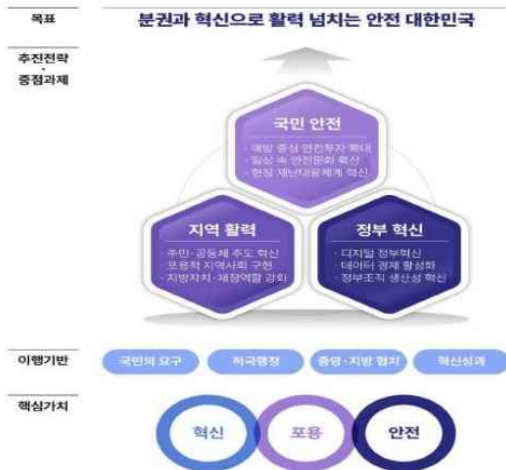 목표
분권과 혁신으로 활력 넘치는 안전 대한민국
추진전략
·
중점과제
국민 안전
· 예방 중심 안전투자 확대
· 일상 속 안전문화 확산
· 현장 재난대응체계 혁신
지역 활력
· 주민·공동체 주도 혁신
· 포용적 지역사회 구현
· 지방자치·재정역할 강화
정부 혁신
· 디지털 정부혁신
· 데이터 경제 활성화
· 정부조직 생산성 혁신
이행기반
국민의 요구
적극행정
중앙·지방 협치
혁신성과
핵심가치
혁신
포용
안전